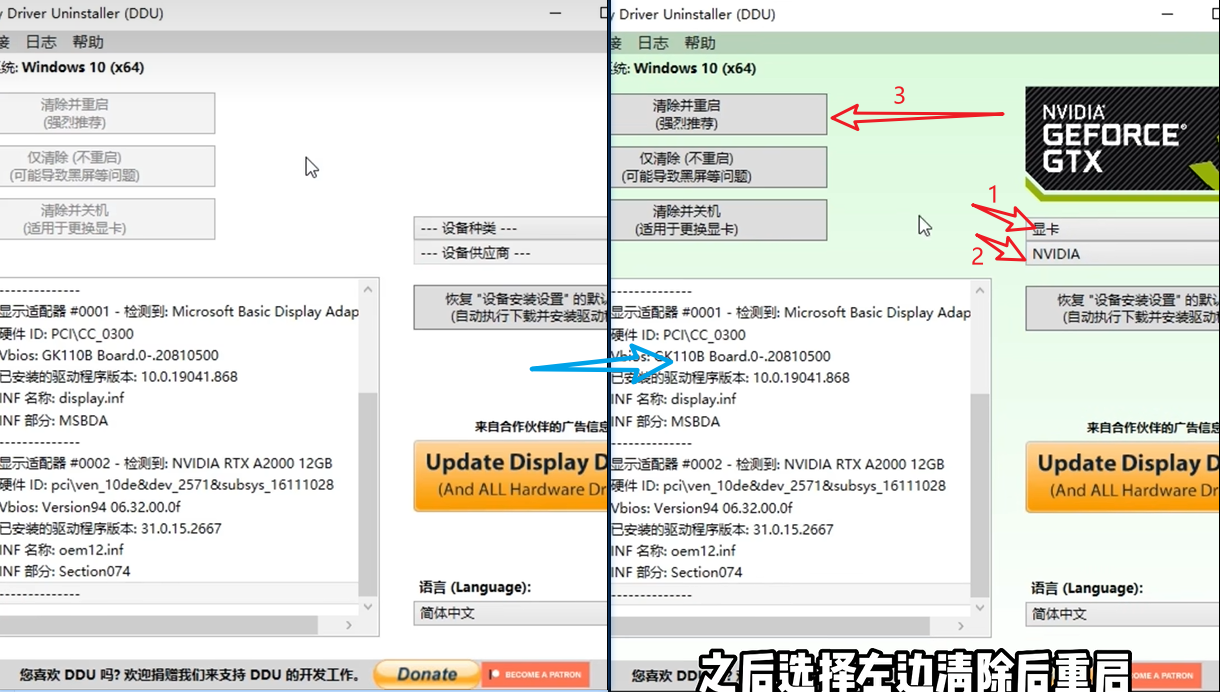 y Driver Uninstaller (DDU)
接 日志 帮助
系统: Windows 10 (x64)
清除并重启
(强烈推荐)
仅清除 (不重启)
(可能导致黑屏等问题)
清除并关机
(适用于更换显卡)
--- 设备种类 ---
--- 设备供应商 ---
恢复 "设备安装设置" 的默认
(自动执行下载并安装驱动
--------------
显示适配器 #0001 - 检测到: Microsoft Basic Display Adap
硬件 ID: PCI\CC_0300
Vbios: GK110B Board.0-.20810500
已安装的驱动程序版本: 10.0.19041.868
INF 名称: display.inf
INF 部分: MSBDA
--------------
显示适配器 #0002 - 检测到: NVIDIA RTX A2000 12GB
硬件 ID: pci\ven_10de&dev_2571&subsys_16111028
Vbios: Version94 06.32.00.0f
已安装的驱动程序版本: 31.0.15.2667
INF 名称: oem12.inf
INF 部分: Section074
--------------
来自合作伙伴的广告信息
Update Display D
(And ALL Hardware Dr
语言 (Language):
简体中文
您喜欢 DDU 吗? 欢迎捐赠我们来支持 DDU 的开发工作。
Donate
BECOME A PATRON
y Driver Uninstaller (DDU)
接 日志 帮助
系统: Windows 10 (x64)
清除并重启
(强烈推荐)
3
仅清除 (不重启)
(可能导致黑屏等问题)
清除并关机
(适用于更换显卡)
NVIDIA
GEFORCE®
GTX
1
显卡
2
NVIDIA
恢复 "设备安装设置" 的默认
(自动执行下载并安装驱动
--------------
显示适配器 #0001 - 检测到: Microsoft Basic Display Adap
硬件 ID: PCI\CC_0300
Vbios: GK110B Board.0-.20810500
已安装的驱动程序版本: 10.0.19041.868
INF 名称: display.inf
INF 部分: MSBDA
--------------
显示适配器 #0002 - 检测到: NVIDIA RTX A2000 12GB
硬件 ID: pci\ven_10de&dev_2571&subsys_16111028
Vbios: Version94 06.32.00.0f
已安装的驱动程序版本: 31.0.15.2667
INF 名称: oem12.inf
INF 部分: Section074
--------------
来自合作伙伴的广告信息
Update Display D
(And ALL Hardware Dr
语言 (Language):
简体中文
您喜欢 DD
OME A PATRON
之后选择左边清除后重启